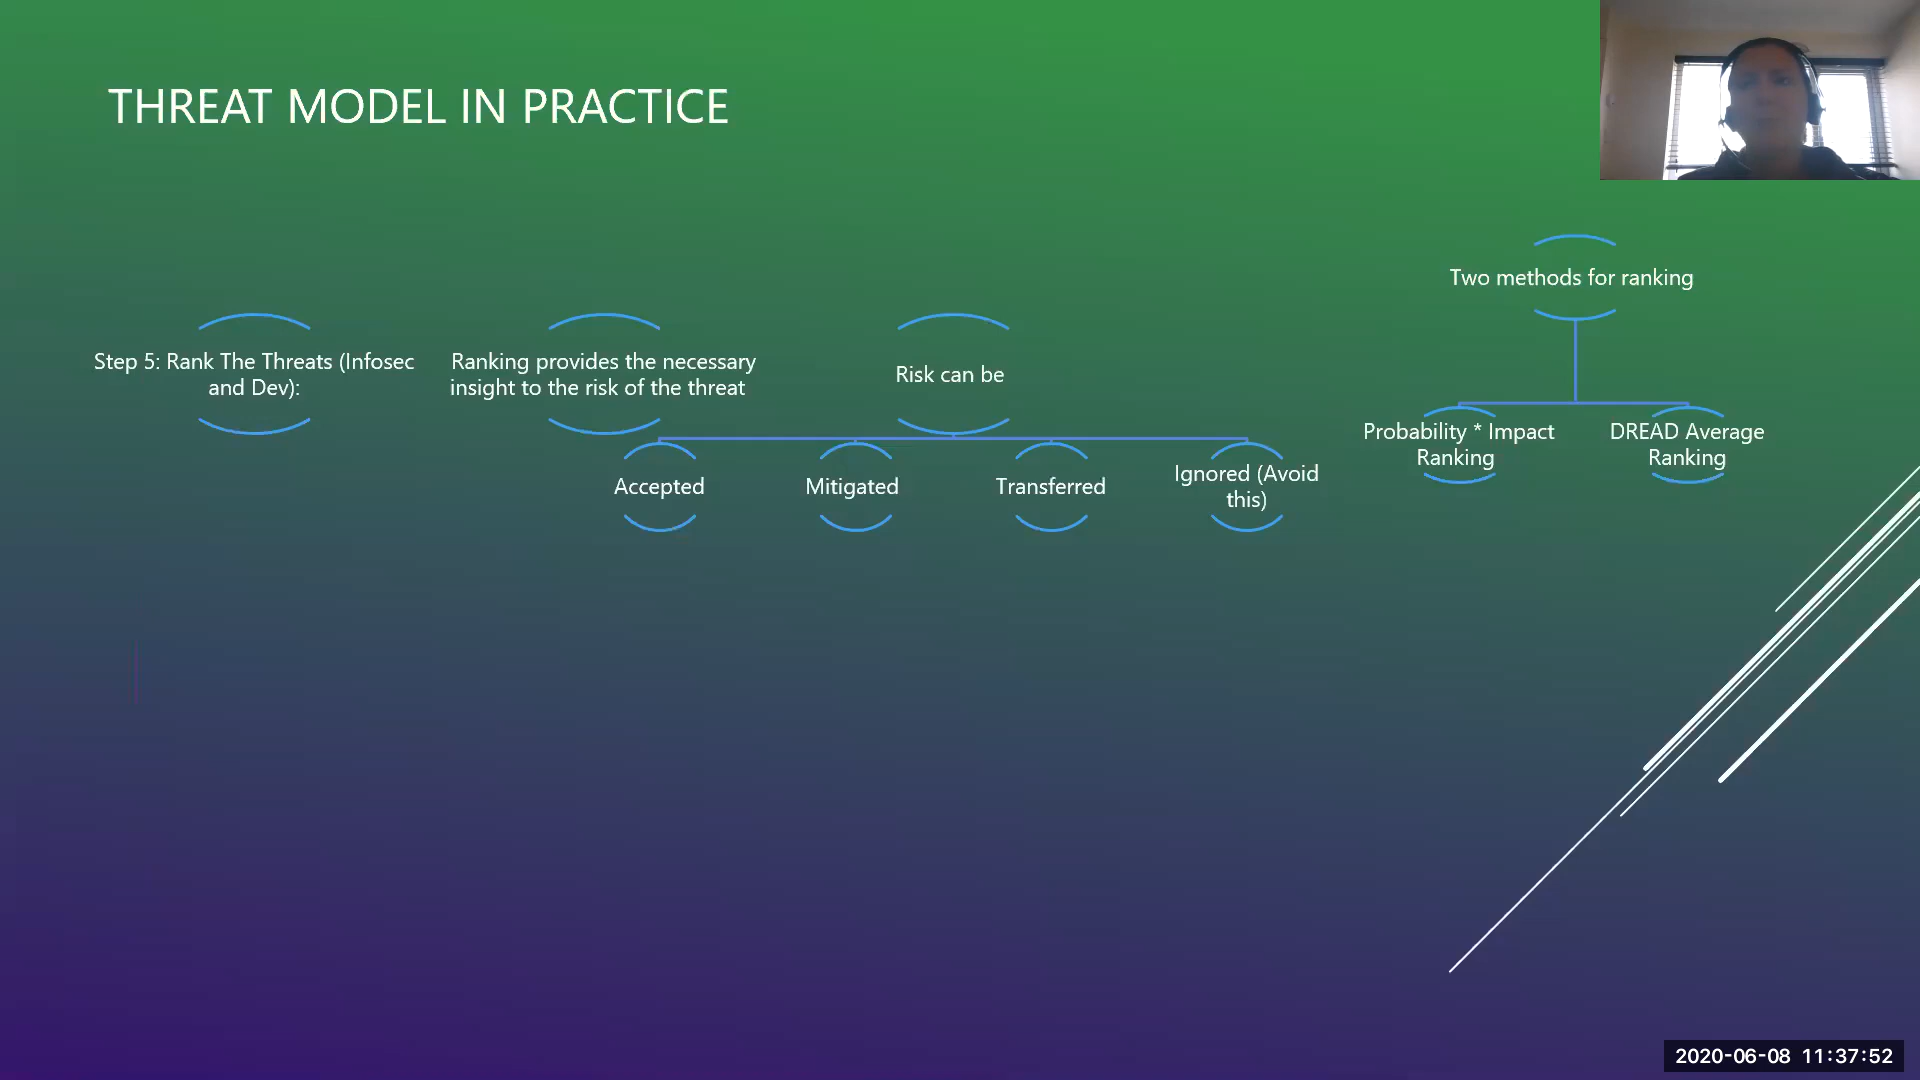 THREAT MODEL IN PRACTICE
Step 5: Rank The Threats (Infosec
and Dev):
Ranking provides the necessary
insight to the risk of the threat
Risk can be
Accepted
Mitigated
Transferred
Ignored (Avoid
this)
Two methods for ranking
Probability * Impact
Ranking
DREAD Average
Ranking
2020-06-08 11:37:52